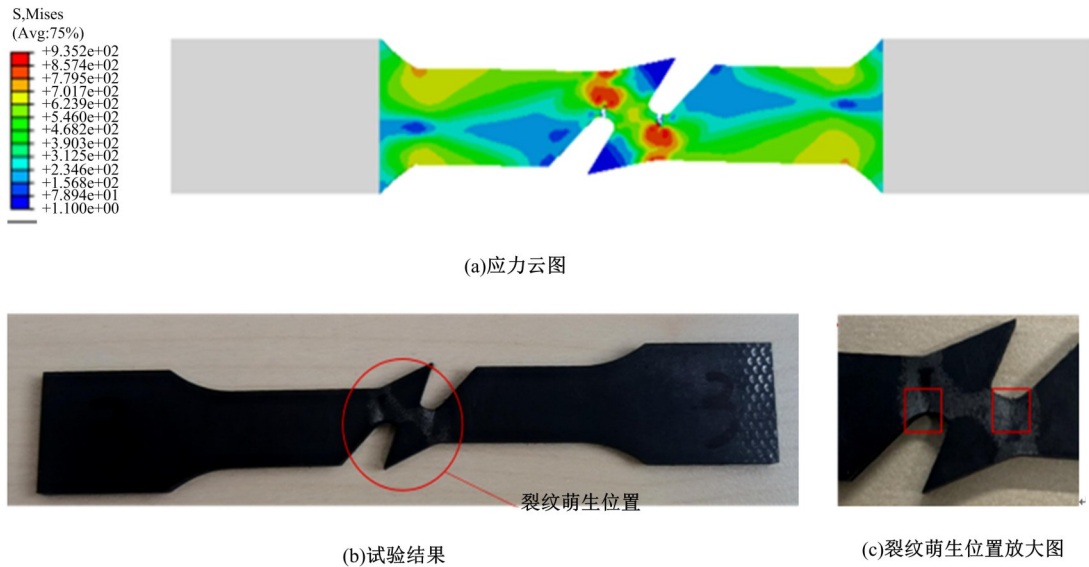 S,Mises
(Avg:75%)
+9.352e+02
+8.574e+02
+7.795e+02
+7.017e+02
+6.239e+02
+5.460e+02
+4.682e+02
+3.903e+02
+3.125e+02
+2.346e+02
+1.568e+02
+7.894e+01
+1.100e+00
(a)应力云图
裂纹萌生位置
(b)试验结果
(c)裂纹萌生位置放大图